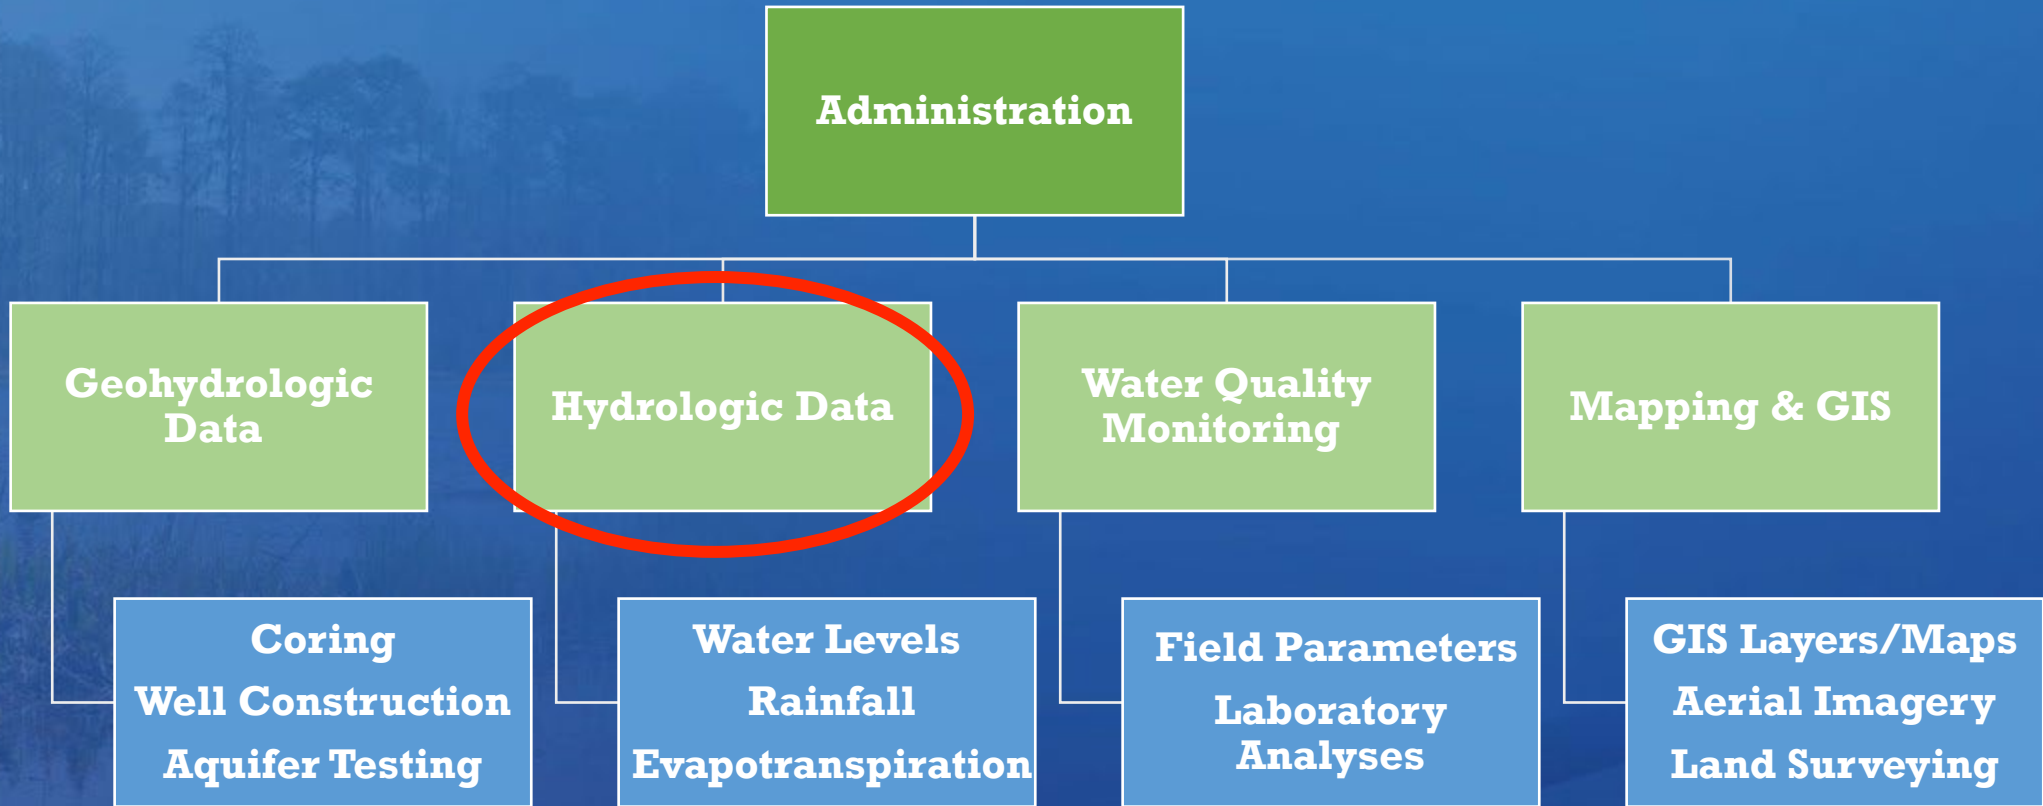 Administration
Geohydrologic
Data
Hydrologic Data
Water Quality
Monitoring
Mapping & GIS
Coring
Well Construction
Aquifer Testing
Water Levels
Rainfall
Evapotranspiration
Field Parameters
Laboratory
Analyses
GIS Layers/Maps
Aerial Imagery
Land Surveying